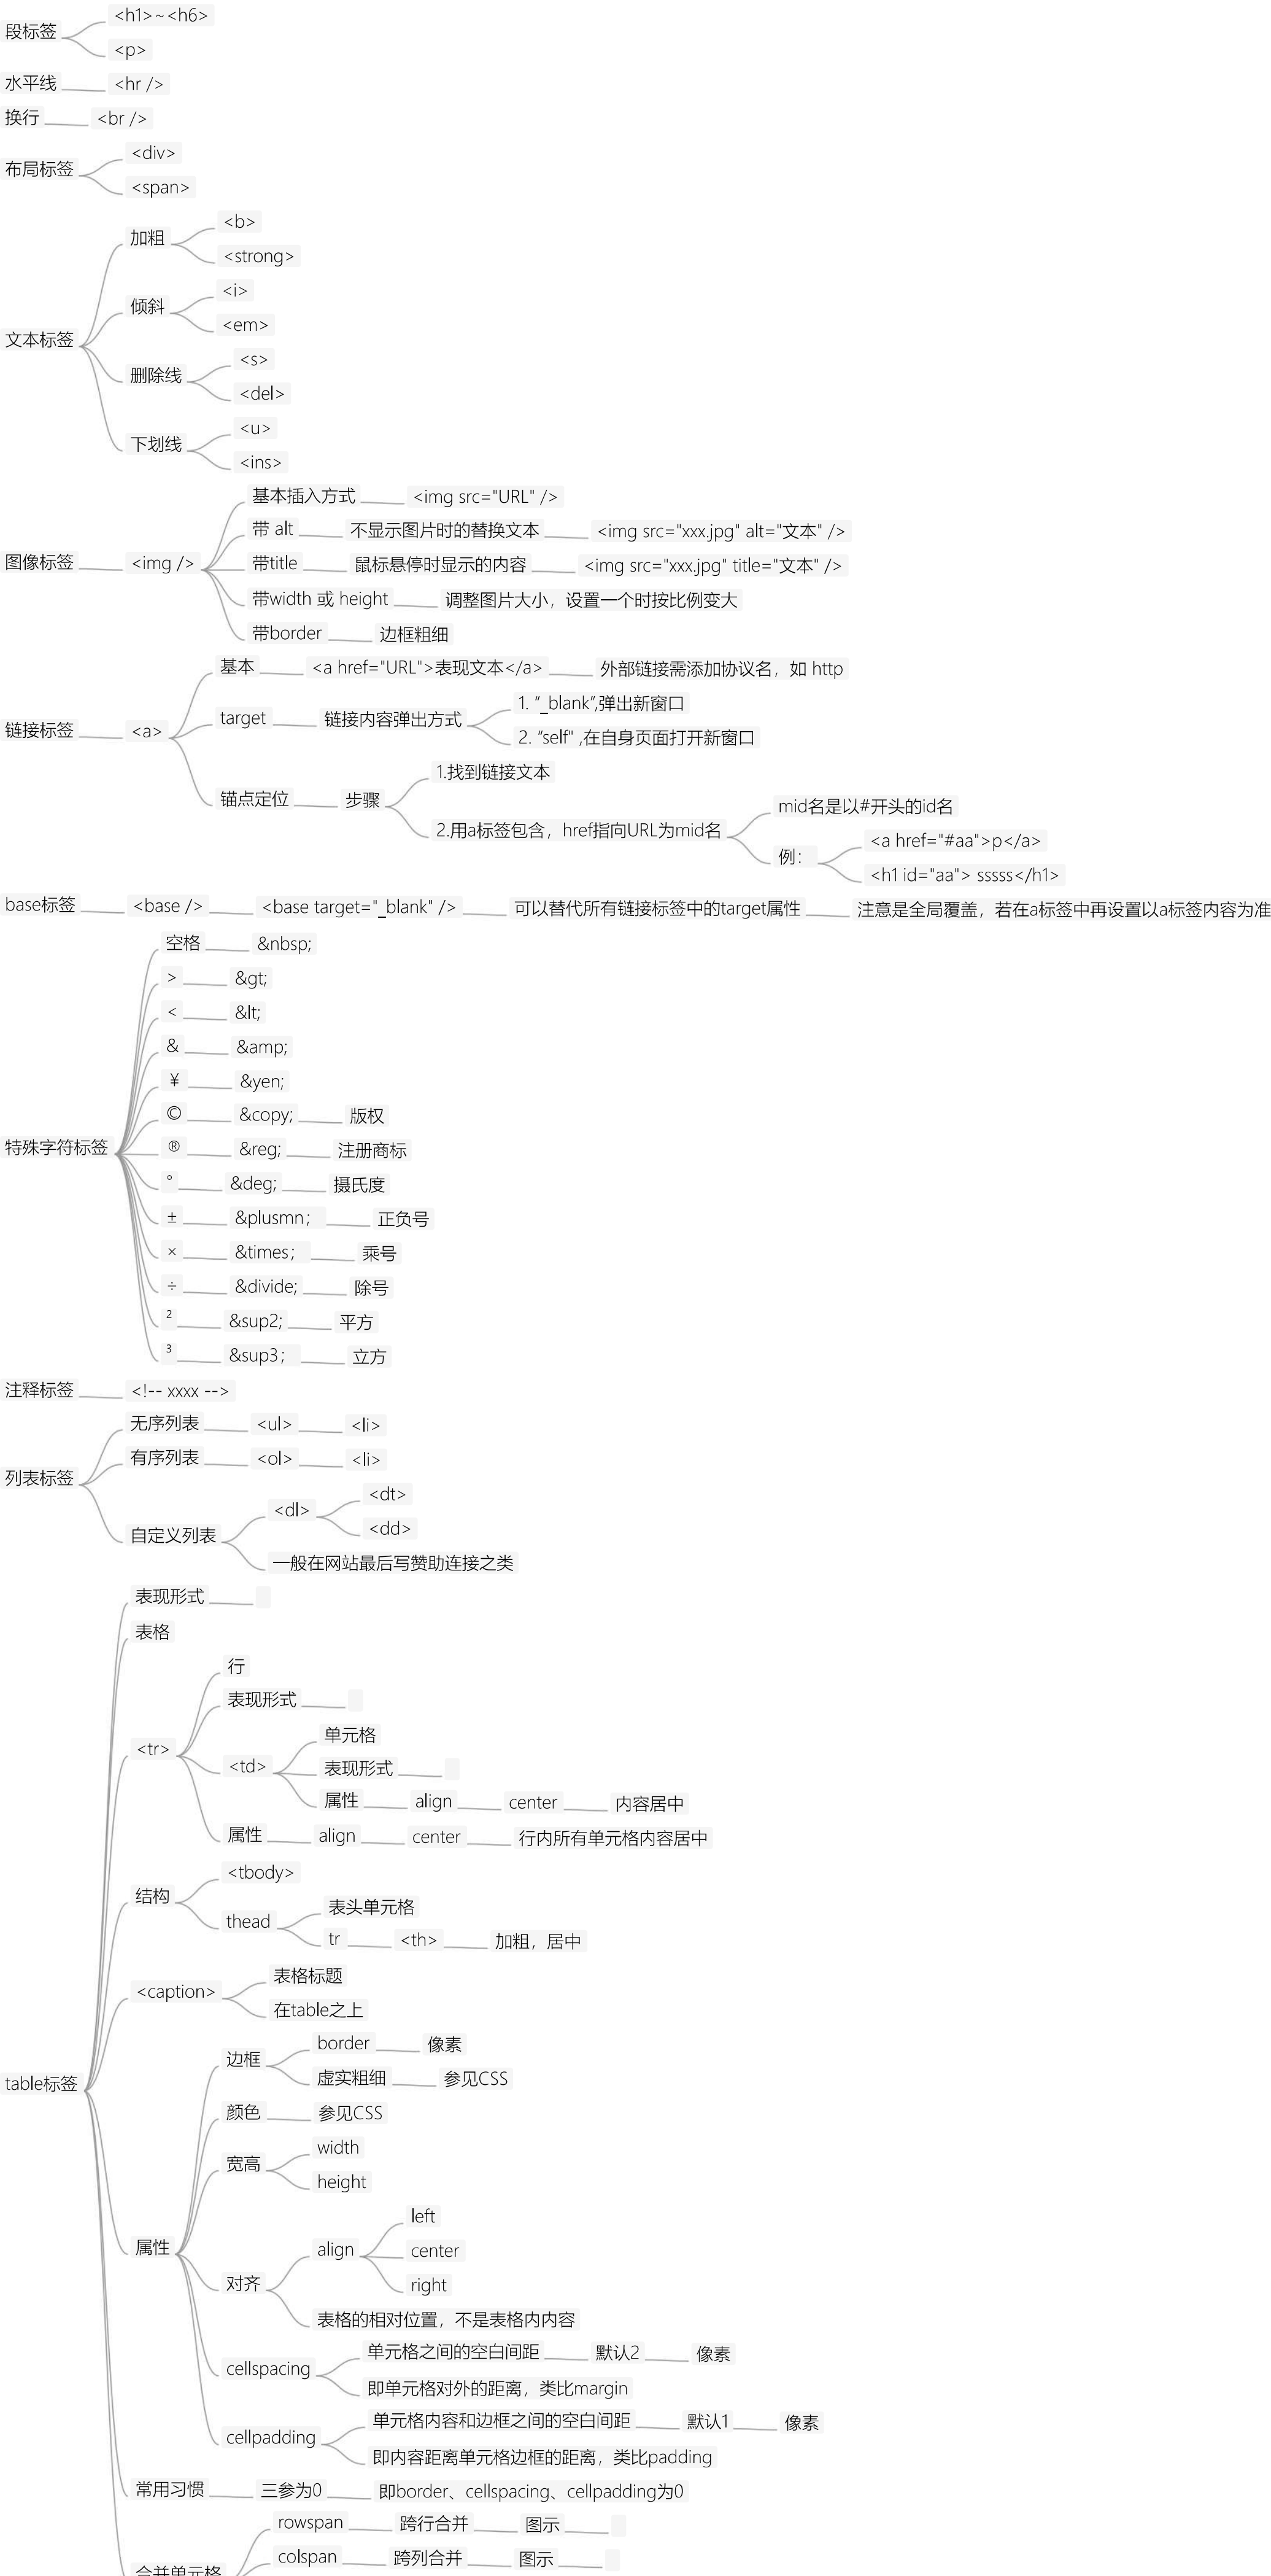 段标签
<h1>~<h6>
<p>
水平线 <hr />
换行 <br />
布局标签
<div>
<span>
文本标签
加粗
<b>
<strong>
倾斜
<i>
<em>
删除线
<s>
<del>
下划线
<u>
<ins>
图像标签 <img />
基本插入方式 <img src="URL" />
带 alt 不显示图片时的替换文本 <img src="xxx.jpg" alt="文本" />
带title 鼠标悬停时显示的内容 <img src="xxx.jpg" title="文本" />
带width 或 height 调整图片大小，设置一个时按比例变大
带border 边框粗细
链接标签 <a>
基本 <a href="URL">表现文本</a> 外部链接需添加协议名，如 http
target 链接内容弹出方式
1. “_blank”,弹出新窗口
2. “self" ,在自身页面打开新窗口
锚点定位 步骤
1.找到链接文本
2.用a标签包含，href指向URL为mid名
mid名是以#开头的id名
例：
<a href="#aa">p</a>
<h1 id="aa"> sssss</h1>
base标签 <base /> <base target="_blank" /> 可以替代所有链接标签中的target属性 注意是全局覆盖，若在a标签中再设置以a标签内容为准
特殊字符标签
空格 &nbsp;
> &gt;
< &lt;
& &amp;
¥ &yen;
© &copy; 版权
® &reg; 注册商标
° &deg; 摄氏度
± &plusmn； 正负号
× &times； 乘号
÷ &divide; 除号
² &sup2; 平方
³ &sup3； 立方
注释标签 <!-- xxxx -->
列表标签
无序列表 <ul> <li>
有序列表 <ol> <li>
自定义列表
<dl>
<dt>
<dd>
一般在网站最后写赞助连接之类
table标签
表现形式
表格
<tr>
行
表现形式
<td>
单元格
表现形式
属性 align center 内容居中
属性 align center 行内所有单元格内容居中
结构
<tbody>
thead
表头单元格
tr <th> 加粗，居中
<caption>
表格标题
在table之上
属性
边框
border 像素
虚实粗细 参见CSS
颜色 参见CSS
宽高
width
height
对齐
align
left
center
right
表格的相对位置，不是表格内内容
cellspacing
单元格之间的空白间距 默认2 像素
即单元格对外的距离，类比margin
cellpadding
单元格内容和边框之间的空白间距 默认1 像素
即内容距离单元格边框的距离，类比padding
常用习惯 三参为0 即border、cellspacing、cellpadding为0
合并单元格
rowspan 跨行合并 图示
colspan 跨列合并 图示